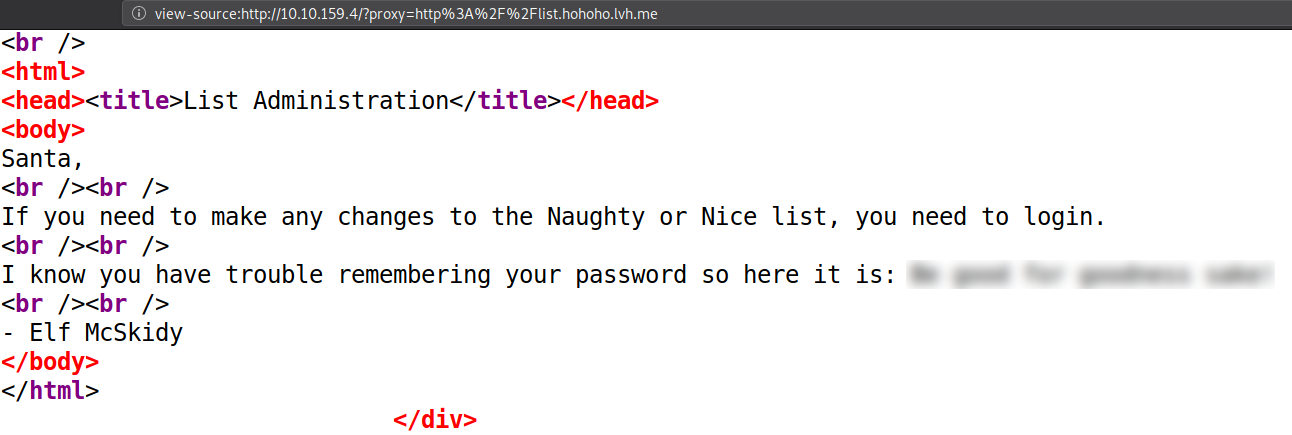 view-source:http://10.10.159.4/?proxy=http%3A%2F%2Flist.hohoho.lvh.me
<br />
<html>
<head><title>List Administration</title></head>
<body>
Santa,
<br /><br />
If you need to make any changes to the Naughty or Nice list, you need to login.
<br /><br />
I know you have trouble remembering your password so here it is:
<br /><br />
- Elf McSkidy
</body>
</html>
</div>